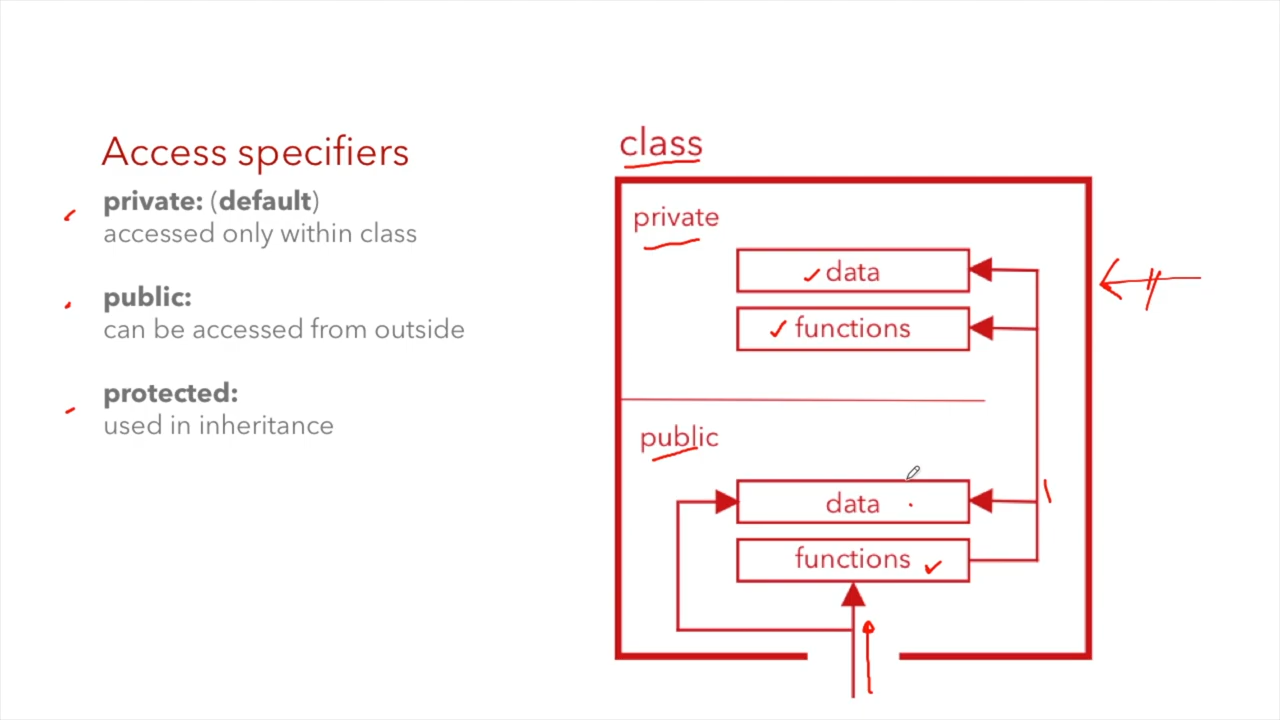 Access specifiers
private: (default)
accessed only within class
public:
can be accessed from outside
protected:
used in inheritance
class
private
data
functions
public
data
functions